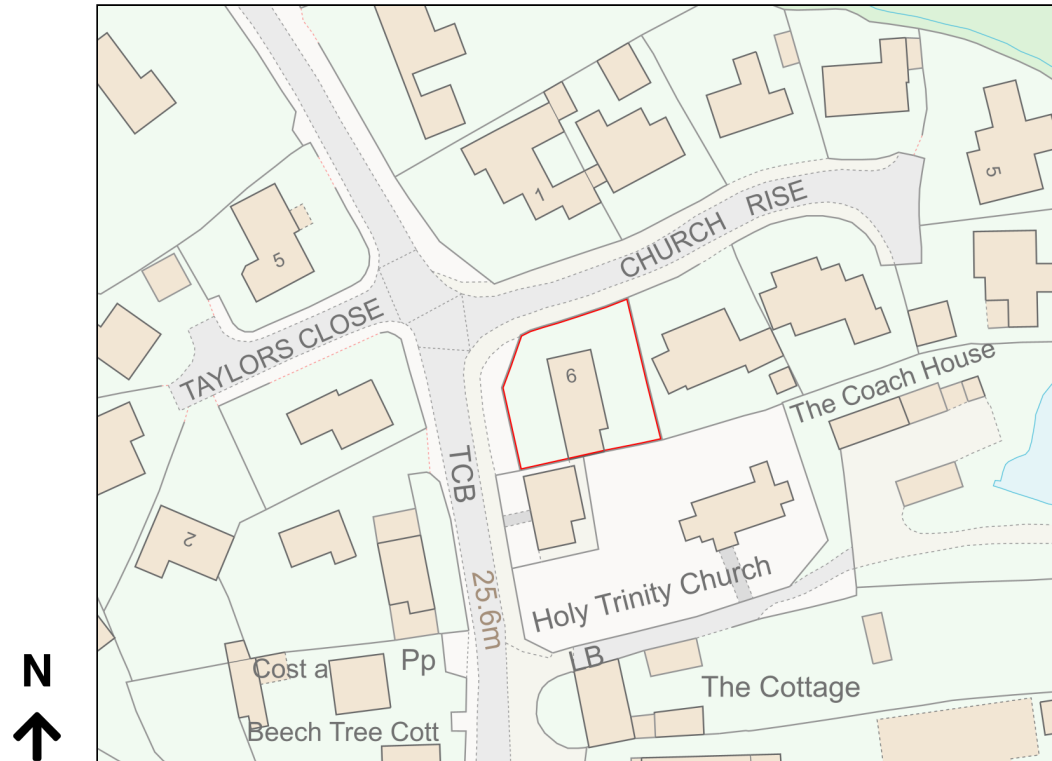 1
5
CHURCH RISE
5
TAYLORS CLOSE
6
The Coach House
TCB
2
25.6m
Holy Trinity Church
LB
Pp
Cost a
The Cottage
Beech Tree Cott
N